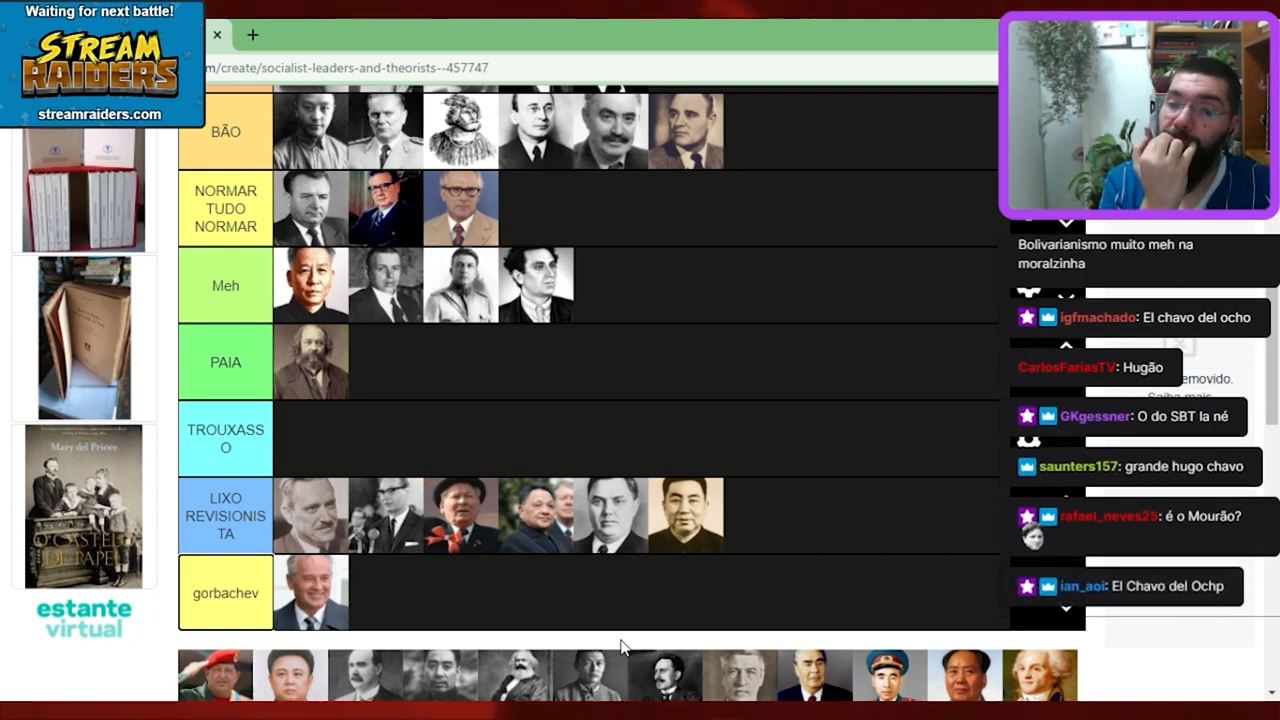 Waiting for next battle!
STREAM
RAIDERS
streamraiders.com
m/create/socialist-leaders-and-theorists--457747
BÃO
NORMAR
TUDO
NORMAR
Meh
PAIA
TROUXASS
O
LIXO
REVISIONIS
TA
gorbachev
Mary del Priore
O CASTELO
DE PAPEL
estante
virtual
Bolivarianismo muito meh na
moralzinha
igfmachado: El chavo del ocho
CarlosFariasTV: Hugão
emovido.
GKgessner: O do SBT la né
saunters157: grande hugo chavo
rafael_neves25: é o Mourão?
ian_aoi: El Chavo del Ochp